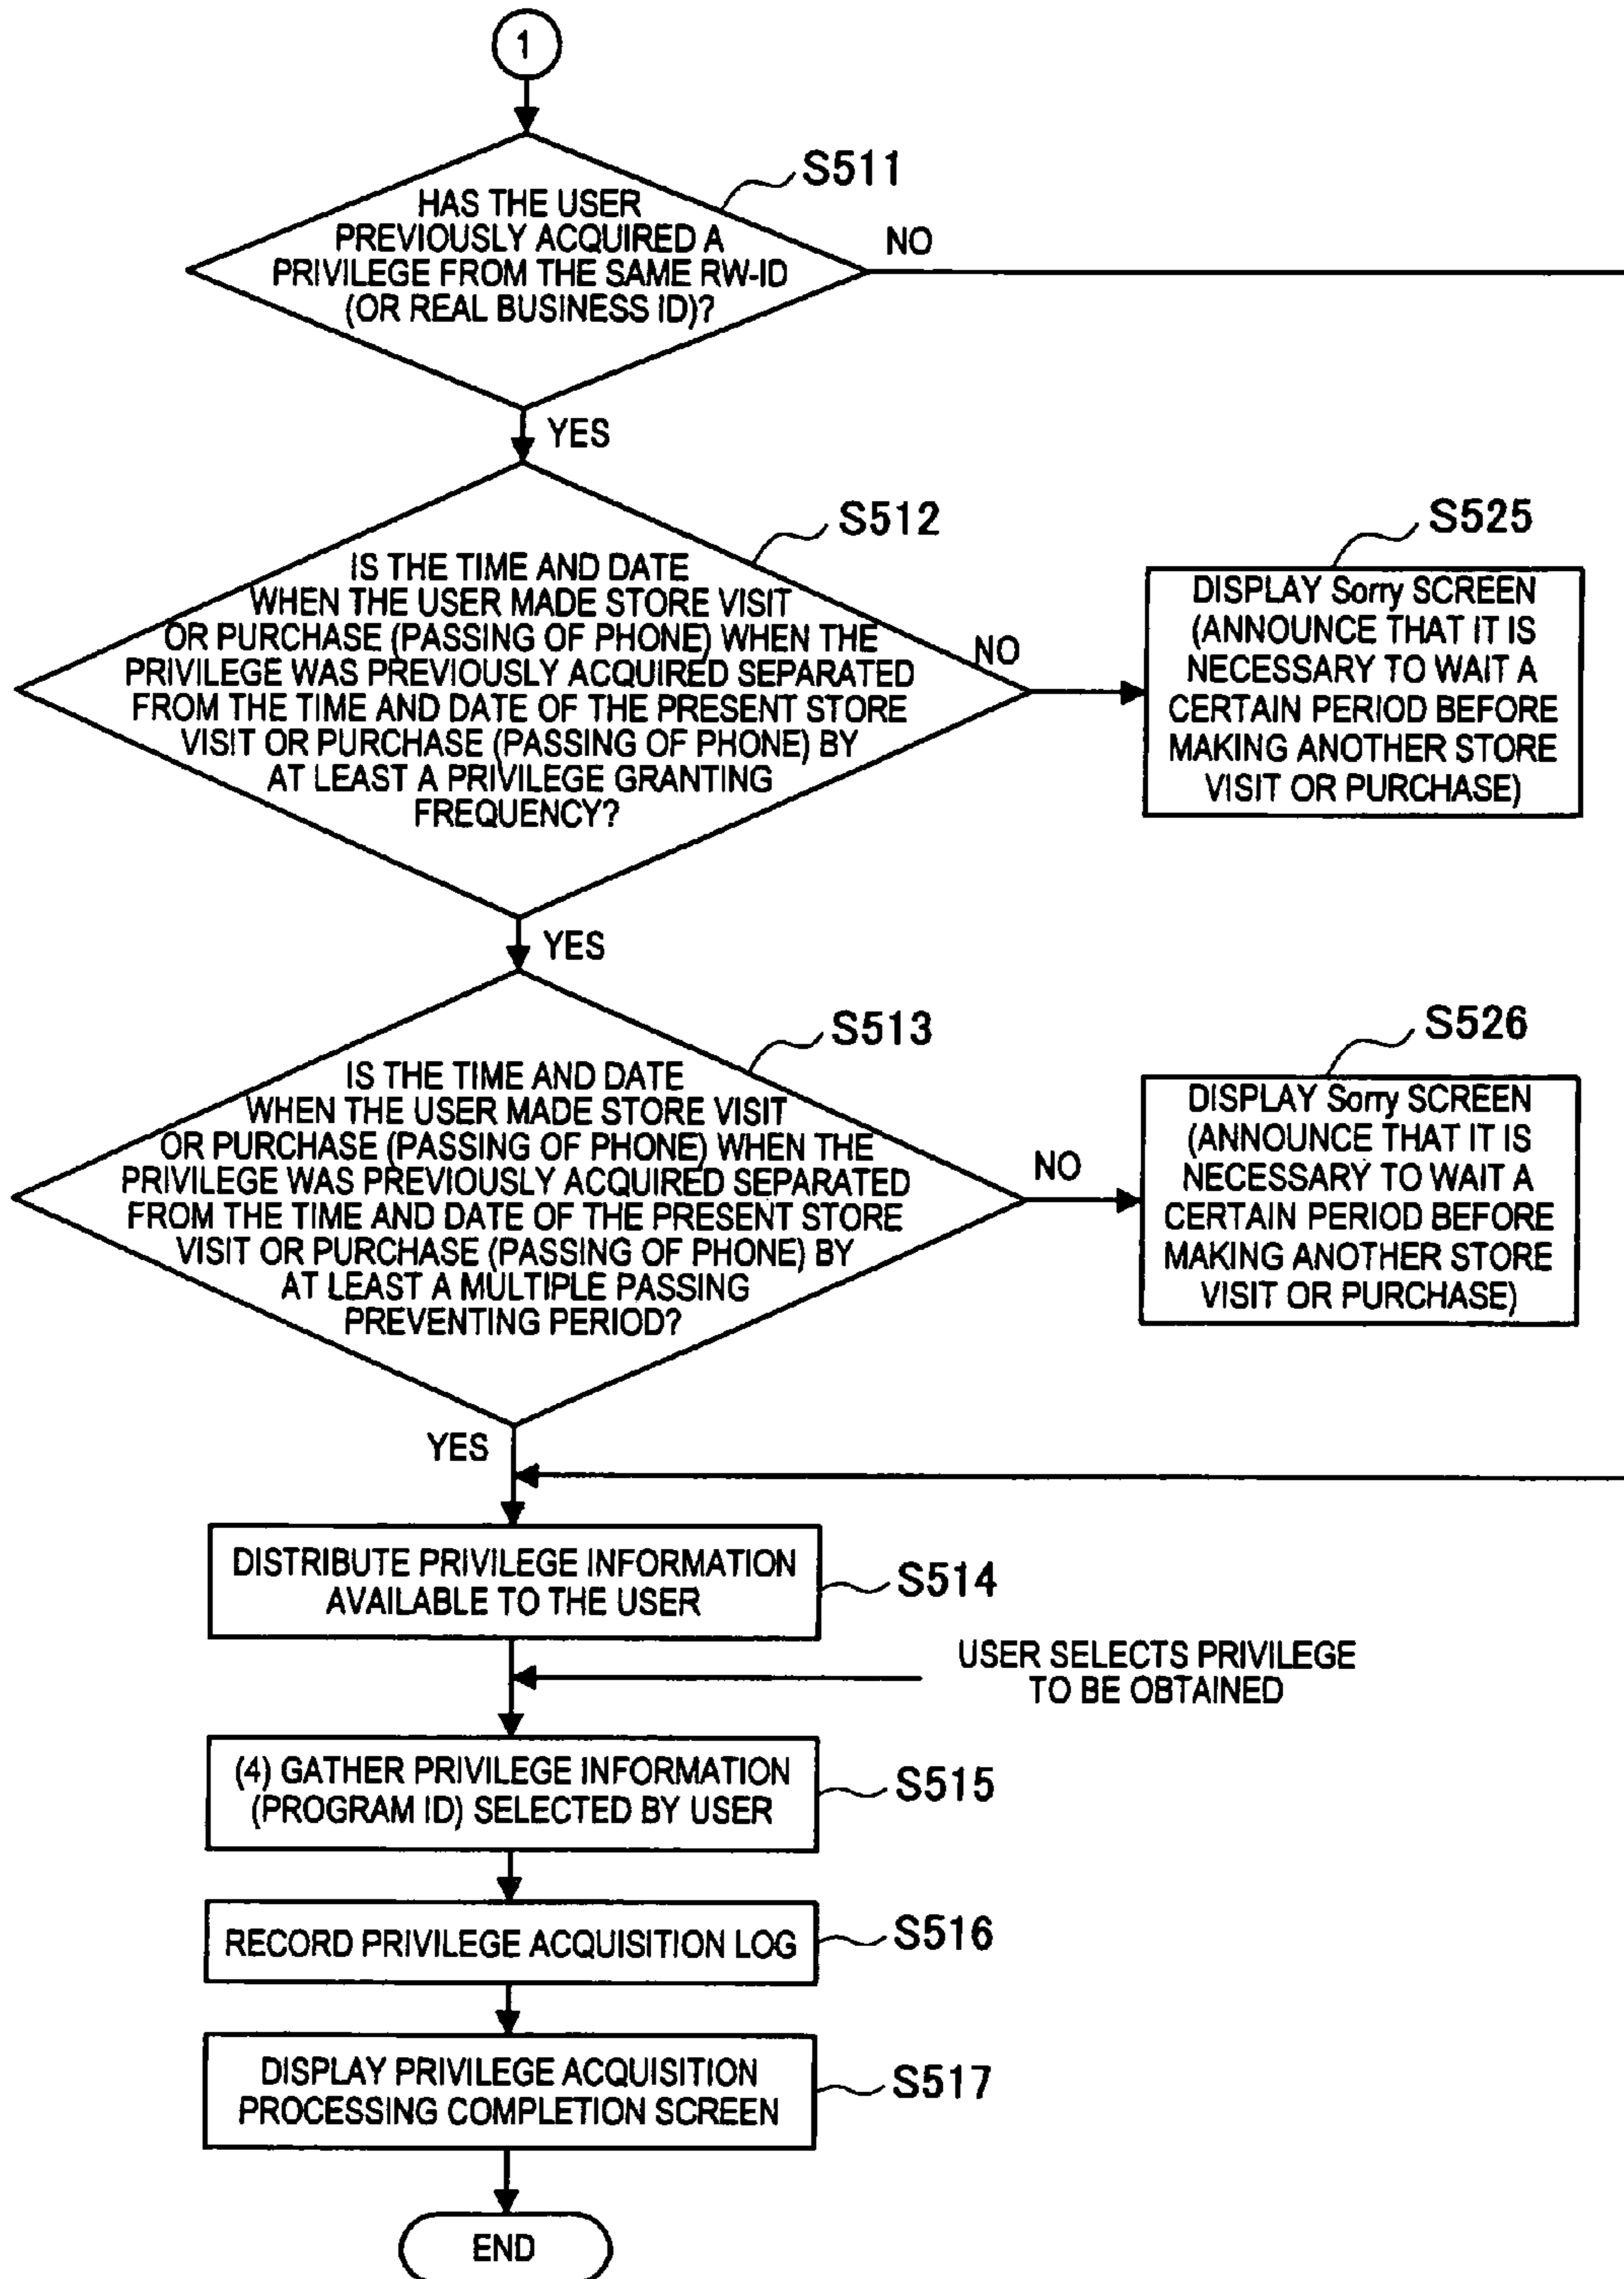 1
S511
HAS THE USER
PREVIOUSLY ACQUIRED A
PRIVILEGE FROM THE SAME RW-ID
(OR REAL BUSINESS ID)?
NO
YES
S512
IS THE TIME AND DATE
WHEN THE USER MADE STORE VISIT
OR PURCHASE (PASSING OF PHONE) WHEN THE
PRIVILEGE WAS PREVIOUSLY ACQUIRED SEPARATED
FROM THE TIME AND DATE OF THE PRESENT STORE
VISIT OR PURCHASE (PASSING OF PHONE) BY
AT LEAST A PRIVILEGE GRANTING
FREQUENCY?
NO
S525
DISPLAY Sorry SCREEN
(ANNOUNCE THAT IT IS
NECESSARY TO WAIT A
CERTAIN PERIOD BEFORE
MAKING ANOTHER STORE
VISIT OR PURCHASE)
YES
S513
IS THE TIME AND DATE
WHEN THE USER MADE STORE VISIT
OR PURCHASE (PASSING OF PHONE) WHEN THE
PRIVILEGE WAS PREVIOUSLY ACQUIRED SEPARATED
FROM THE TIME AND DATE OF THE PRESENT STORE
VISIT OR PURCHASE (PASSING OF PHONE) BY
AT LEAST A MULTIPLE PASSING
PREVENTING PERIOD?
NO
S526
DISPLAY Sorry SCREEN
(ANNOUNCE THAT IT IS
NECESSARY TO WAIT A
CERTAIN PERIOD BEFORE
MAKING ANOTHER STORE
VISIT OR PURCHASE)
YES
DISTRIBUTE PRIVILEGE INFORMATION
AVAILABLE TO THE USER
S514
USER SELECTS PRIVILEGE
TO BE OBTAINED
(4) GATHER PRIVILEGE INFORMATION
(PROGRAM ID) SELECTED BY USER
S515
RECORD PRIVILEGE ACQUISITION LOG
S516
DISPLAY PRIVILEGE ACQUISITION
PROCESSING COMPLETION SCREEN
S517
END